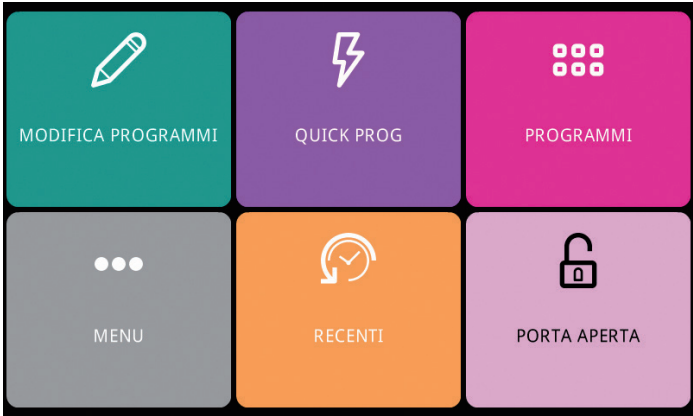 MODIFICA PROGRAMMI
QUICK PROG
PROGRAMMI
MENU
RECENTI
PORTA APERTA